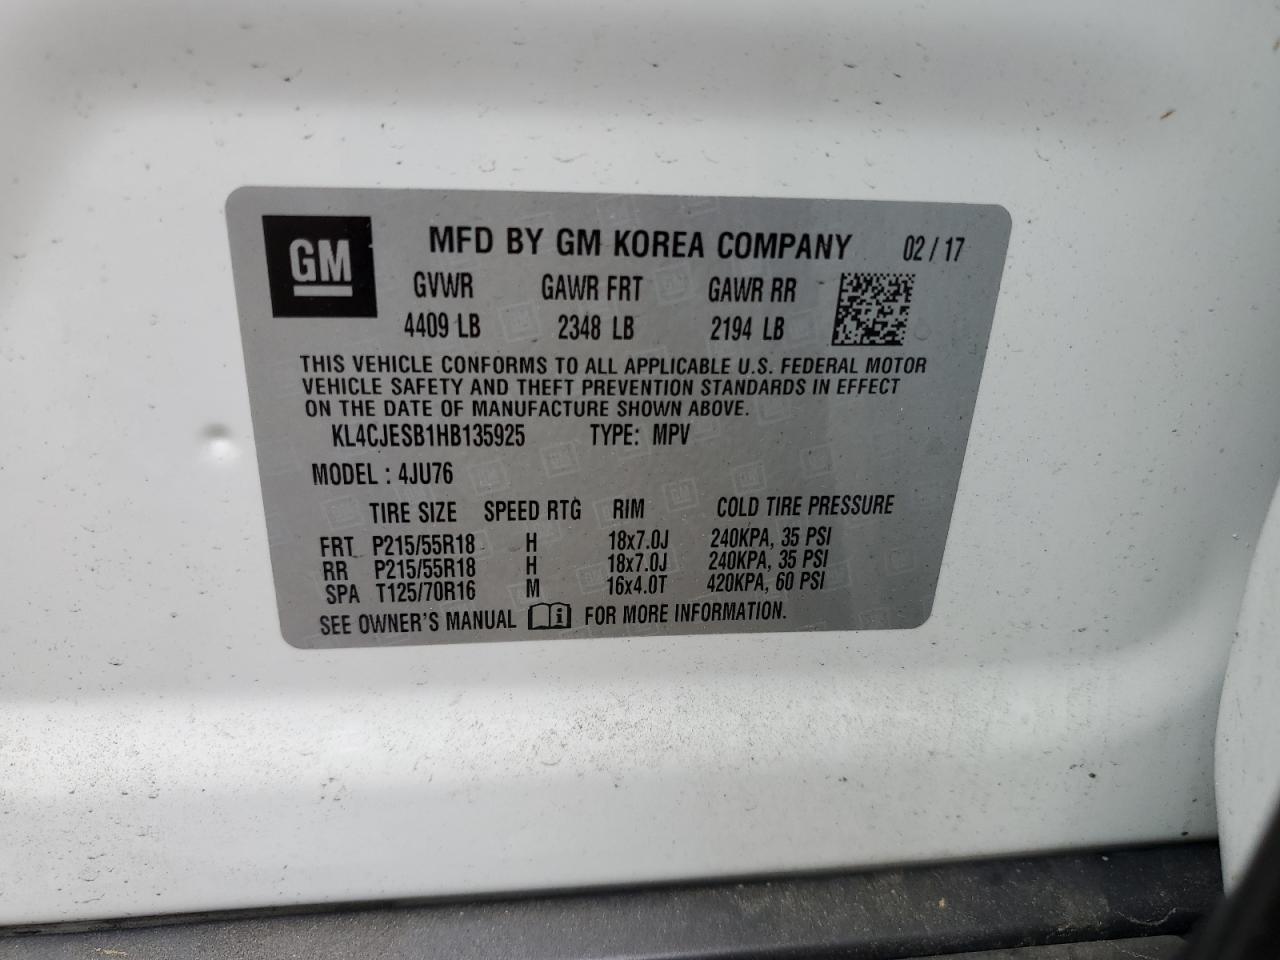 GM
MFD BY GM KOREA COMPANY 02 / 17
GVWR GAWR FRT GAWR RR
4409 LB 2348 LB 2194 LB
THIS VEHICLE CONFORMS TO ALL APPLICABLE U.S. FEDERAL MOTOR
VEHICLE SAFETY AND THEFT PREVENTION STANDARDS IN EFFECT
ON THE DATE OF MANUFACTURE SHOWN ABOVE.
KL4CJESB1HB135925 TYPE: MPV
MODEL : 4JU76
TIRE SIZE SPEED RTG RIM COLD TIRE PRESSURE
FRT P215/55R18 H 18x7.0J 240KPA, 35 PSI
RR P215/55R18 H 18x7.0J 240KPA, 35 PSI
SPA T125/70R16 M 16x4.0T 420KPA, 60 PSI
SEE OWNER'S MANUAL i FOR MORE INFORMATION.